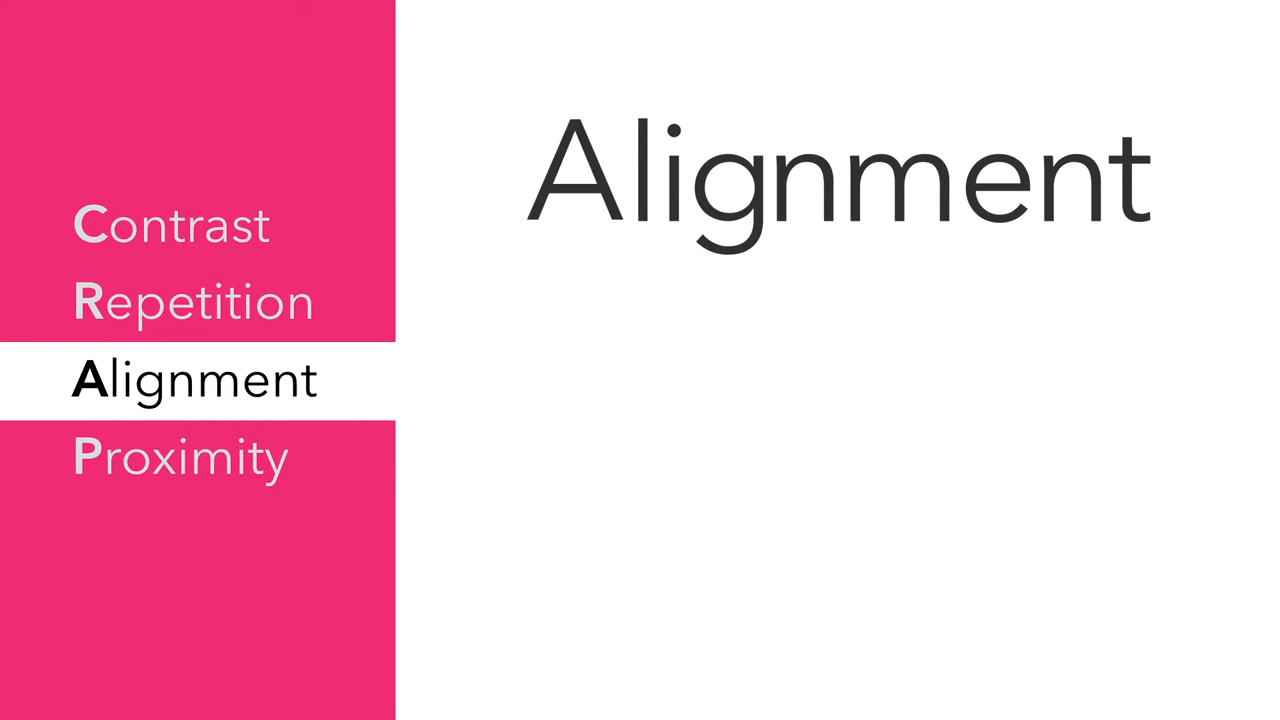 Contrast
Repetition
Alignment
Proximity
Alignment